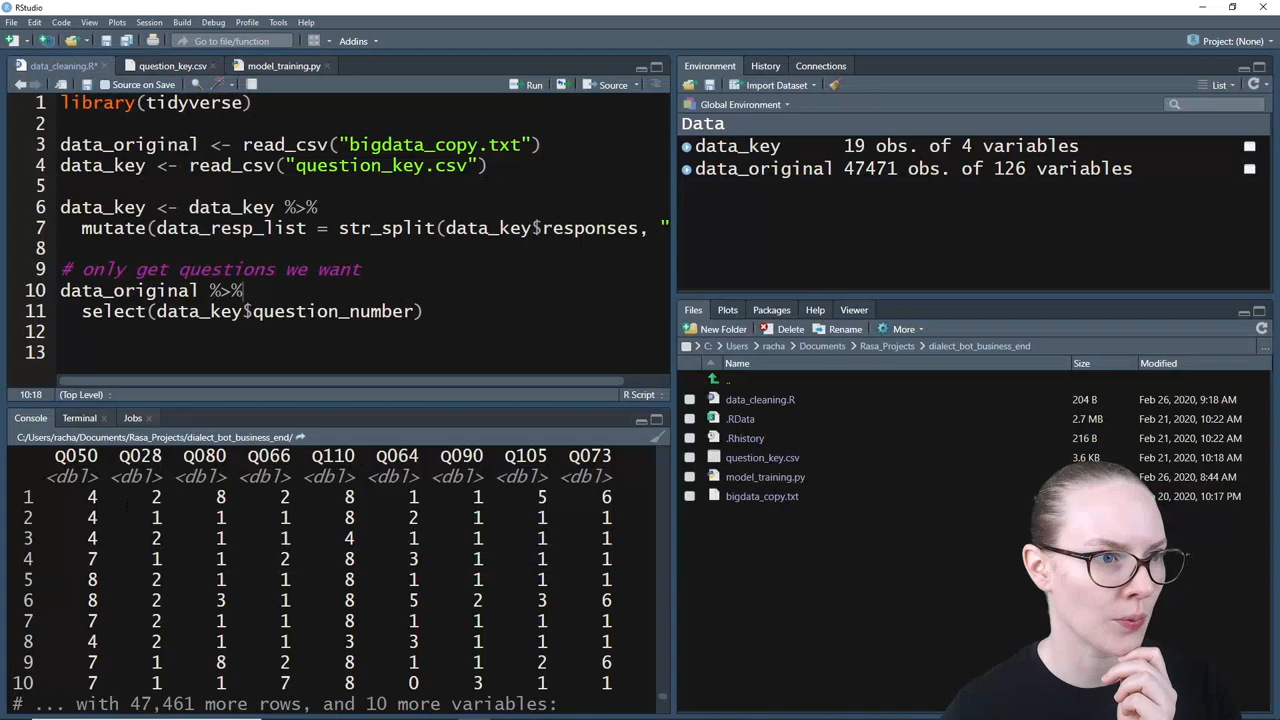 RStudio
File Edit Code View Plots Session Build Debug Profile Tools Help
Go to file/function Addins Project: (None)
data_cleaning.R* question_key.csv model_training.py
Source on Save Run Source
1 library(tidyverse)
2
3 data_original <- read_csv("bigdata_copy.txt")
4 data_key <- read_csv("question_key.csv")
5
6 data_key <- data_key %>%
7 mutate(data_resp_list = str_split(data_key$responses, "
8
9 # only get questions we want
10 data_original %>%
11 select(data_key$question_number)
12
13
10:18 (Top Level) R Script
Console Terminal Jobs
C:/Users/racha/Documents/Rasa_Projects/dialect_bot_business_end/
Q050 Q028 Q080 Q066 Q110 Q064 Q090 Q105 Q073
<dbl> <dbl> <dbl> <dbl> <dbl> <dbl> <dbl> <dbl> <dbl>
1 4 2 8 2 8 1 1 5 6
2 4 1 1 1 8 2 1 1 1
3 4 2 1 1 4 1 1 1 1
4 7 1 1 2 8 3 1 1 1
5 8 2 1 1 8 1 1 1 1
6 8 2 3 1 8 5 2 3 6
7 7 2 1 1 8 1 1 1 1
8 4 2 1 1 3 3 1 1 1
9 7 1 8 2 8 1 1 2 6
10 7 1 1 7 8 0 3 1 1
# ... with 47,461 more rows, and 10 more variables:
Environment History Connections
Import Dataset List
Global Environment
Data
data_key 19 obs. of 4 variables
data_original 47471 obs. of 126 variables
Files Plots Packages Help Viewer
New Folder Delete Rename More
C: Users racha Documents Rasa_Projects dialect_bot_business_end
Name Size Modified
..
data_cleaning.R 204 B Feb 26, 2020, 9:18 AM
.RData 2.7 MB Feb 21, 2020, 10:22 AM
.Rhistory 216 B Feb 21, 2020, 10:22 AM
question_key.csv 3.6 KB Feb 21, 2020, 10:18 AM
model_training.py Feb 26, 2020, 8:44 AM
bigdata_copy.txt 20, 2020, 10:17 PM